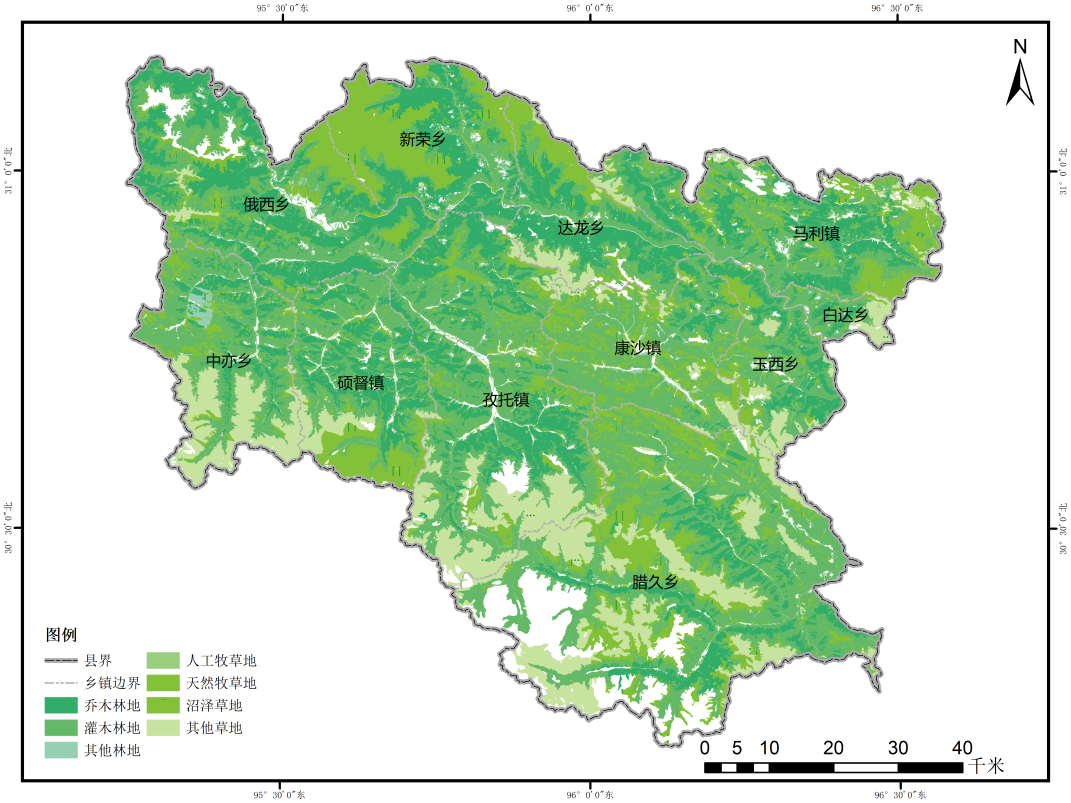 95° 30′0″东
96° 0′0″东
96° 30′0″东
N
31° 0′0″北
31° 0′0″北
新荣乡
俄西乡
达龙乡
马利镇
白达乡
康沙镇
玉西乡
中亦乡
硕督镇
孜托镇
30° 30′0″北
30° 30′0″北
腊久乡
图例
县界
乡镇边界
乔木林地
灌木林地
其他林地
人工牧草地
天然牧草地
沼泽草地
其他草地
0 5 10 20 30 40
千米
95° 30′0″东
96° 0′0″东
96° 30′0″东